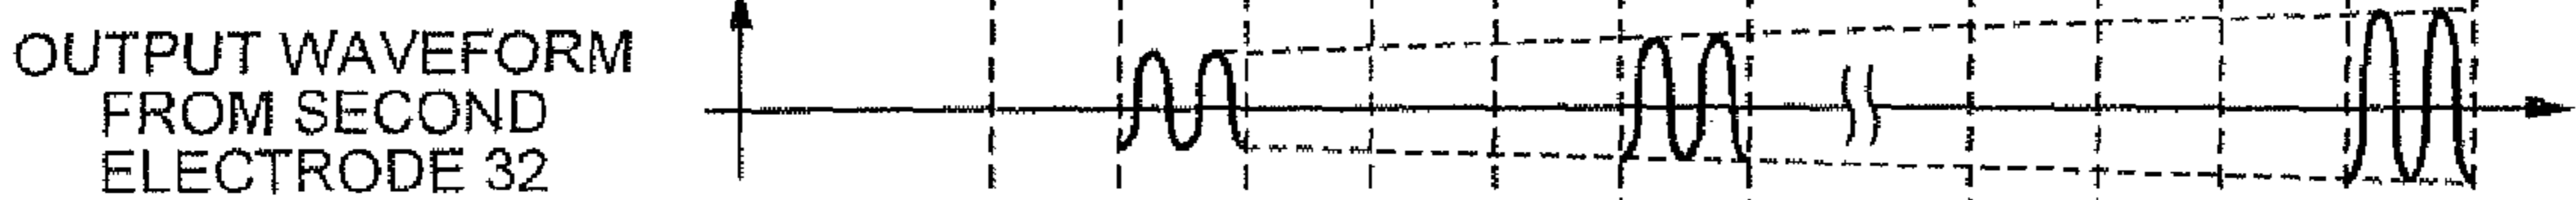 OUTPUT WAVEFORM
FROM SECOND
ELECTRODE 32